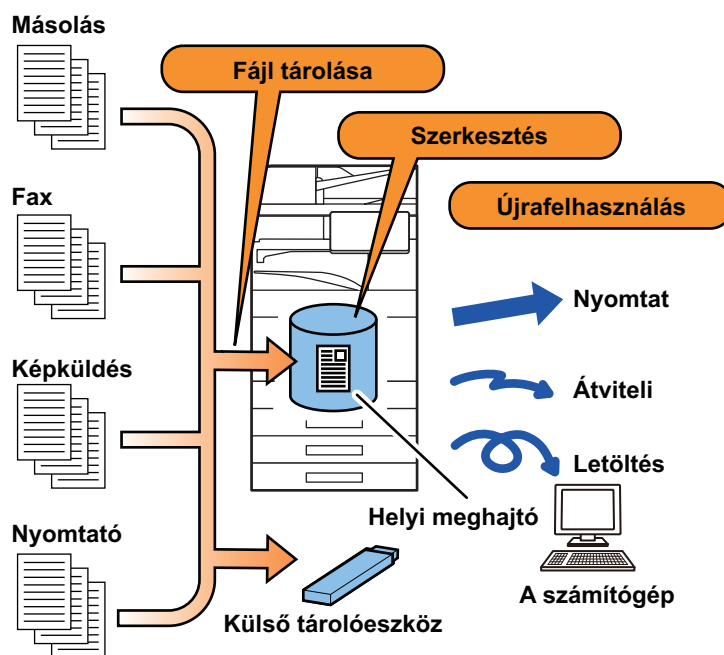 Másolás
Fájl tárolása
Szerkesztés
Fax
Újrafelhasználás
Nyomtat
Képküldés
Átviteli
Letöltés
Helyi meghajtó
Nyomtató
A számítógép
Külső tárolóeszköz